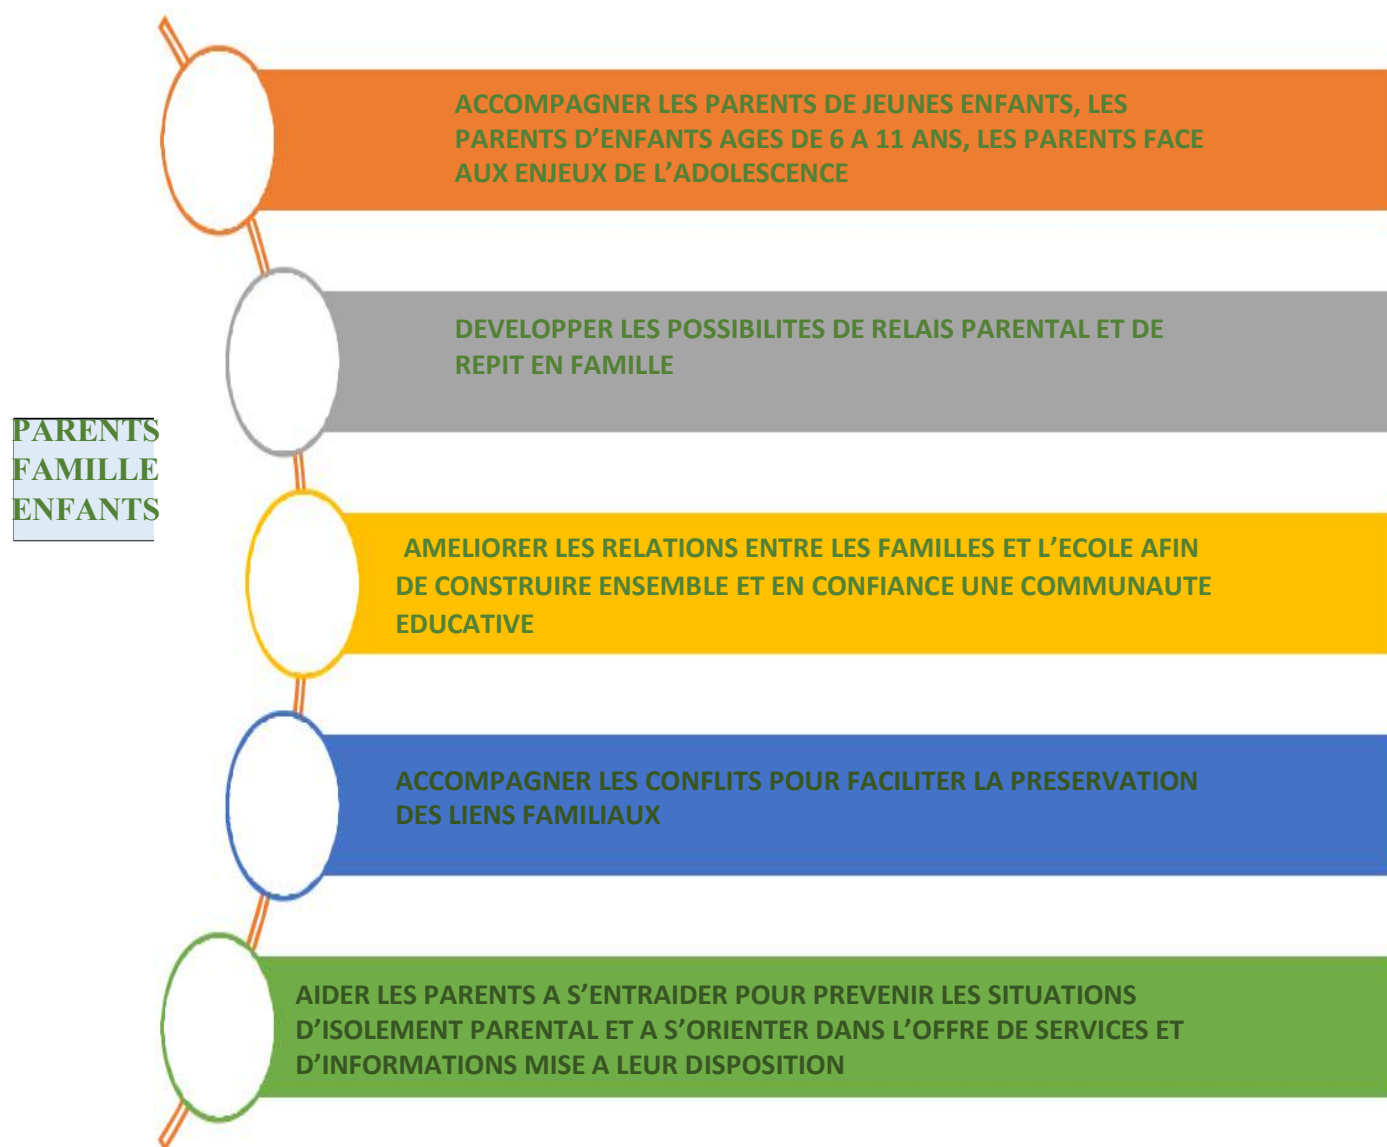 ACCOMPAGNER LES PARENTS DE JEUNES ENFANTS, LES
PARENTS D’ENFANTS AGES DE 6 A 11 ANS, LES PARENTS FACE
AUX ENJEUX DE L’ADOLESCENCE
DEVELOPPER LES POSSIBILITES DE RELAIS PARENTAL ET DE
REPIT EN FAMILLE
PARENTS
FAMILLE
ENFANTS
AMELIORER LES RELATIONS ENTRE LES FAMILLES ET L’ECOLE AFIN
DE CONSTRUIRE ENSEMBLE ET EN CONFIANCE UNE COMMUNAUTE
EDUCATIVE
ACCOMPAGNER LES CONFLITS POUR FACILITER LA PRESERVATION
DES LIENS FAMILIAUX
AIDER LES PARENTS A S’ENTRAIDER POUR PREVENIR LES SITUATIONS
D’ISOLEMENT PARENTAL ET A S’ORIENTER DANS L’OFFRE DE SERVICES ET
D’INFORMATIONS MISE A LEUR DISPOSITION